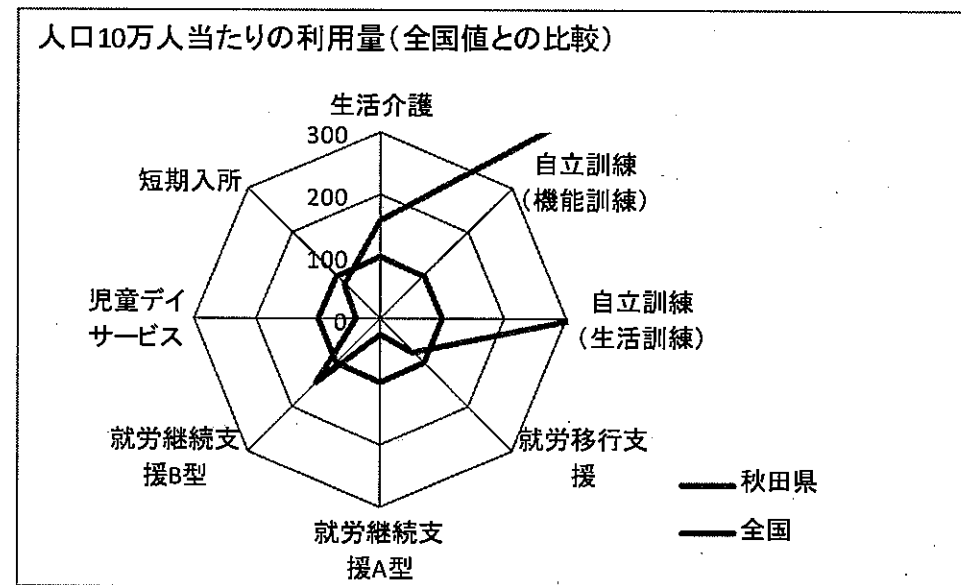 人口10万人当たりの利用量(全国値との比較)
生活介護
300
200
100
0
自立訓練
(機能訓練)
自立訓練
(生活訓練)
就労移行支
援
就労継続支
援A型
就労継続支
援B型
児童デイ
サービス
短期入所
秋田県
全国